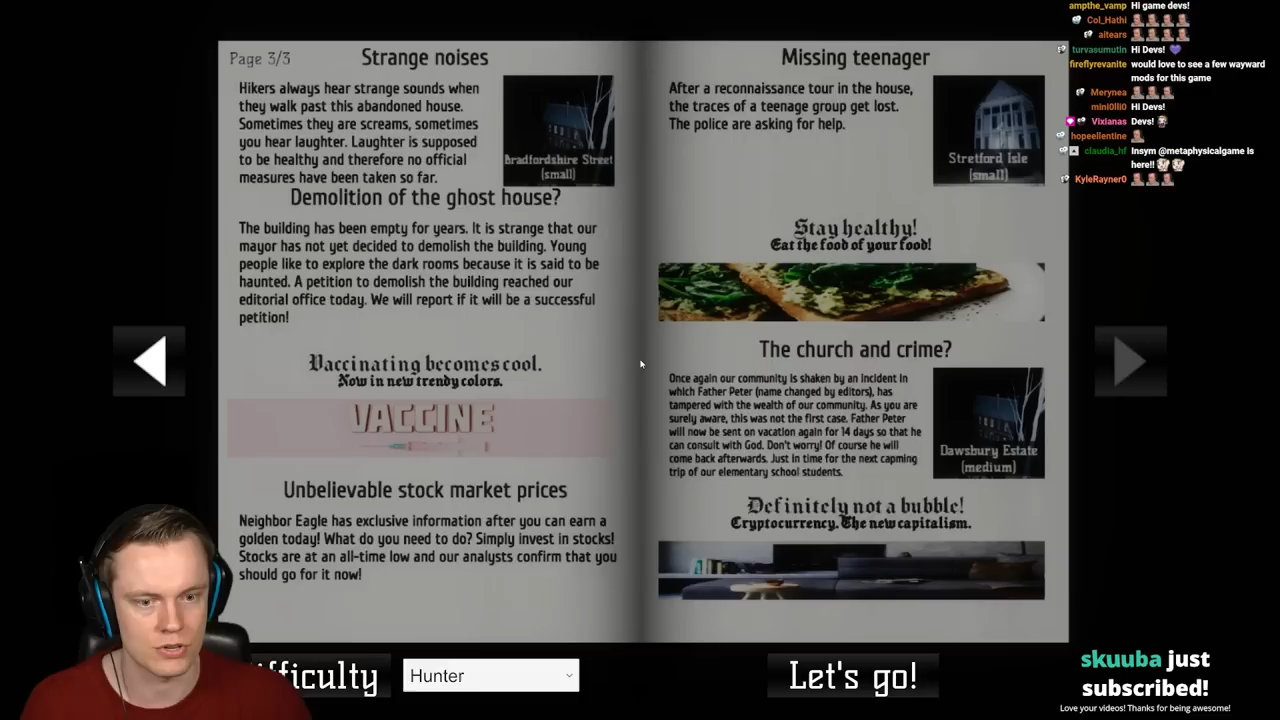 Page 3/3
Strange noises
Hikers always hear strange sounds when
they walk past this abandoned house.
Sometimes they are screams, sometimes
you hear laughter. Laughter is supposed
to be healthy and therefore no official
measures have been taken so far.
Bradfordshire Street
(small)
Demolition of the ghost house?
The building has been empty for years. It is strange that our
mayor has not yet decided to demolish the building. Young
people like to explore the dark rooms because it is said to be
haunted. A petition to demolish the building reached our
editorial office today. We will report if it will be a successful
petition!
Vaccinating becomes cool.
Now in new trendy colors.
VACCINE
Unbelievable stock market prices
Neighbor Eagle has exclusive information after you can earn a
golden today! What do you need to do? Simply invest in stocks!
Stocks are at an all-time low and our analysts confirm that you
should go for it now!
Missing teenager
After a reconnaissance tour in the house,
the traces of a teenage group get lost.
The police are asking for help.
Stretford Isle
(small)
Stay healthy!
Eat the food of your food!
The church and crime?
Once again our community is shaken by an incident in
which Father Peter (name changed by editors), has
tampered with the wealth of our community. As you are
surely aware, this was not the first case. Father Peter
will now be sent on vacation again for 14 days so that he
can consult with God. Don't worry! Of course he will
come back afterwards. Just in time for the next capming
trip of our elementary school students.
Dawsbury Estate
(medium)
Definitely not a bubble!
Cryptocurrency. The new capitalism.
ifficulty
Hunter
Let's go!
ampthe_vamp Hi game devs!
Col_Hathi
aitears
turvasumutin Hi Devs!
fireflyrevanite would love to see a few wayward
mods for this game
Merynea
mini0lli0 Hi Devs!
Vixianas Devs!
hopeellentine
claudia_hf Insym @metaphysicalgame is
here!!
KyleRayner0
skuuba just
subscribed!
Love your videos! Thanks for being awesome!